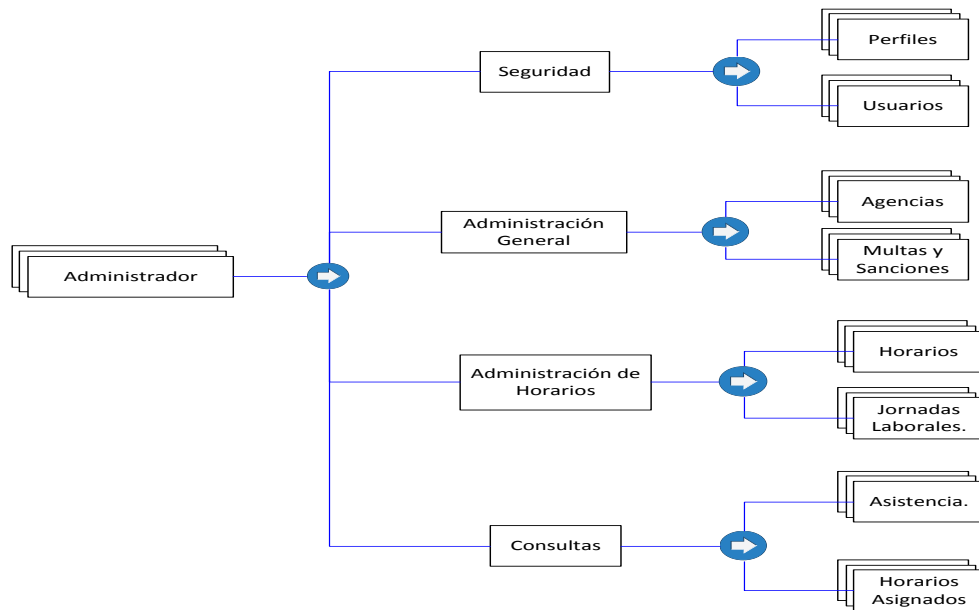 Perfiles
Seguridad
Usuarios
Agencias
Administración
General
Multas y
Sanciones
Administrador
Horarios
Administración de
Horarios
Jornadas
Laborales.
Asistencia.
Consultas
Horarios
Asignados